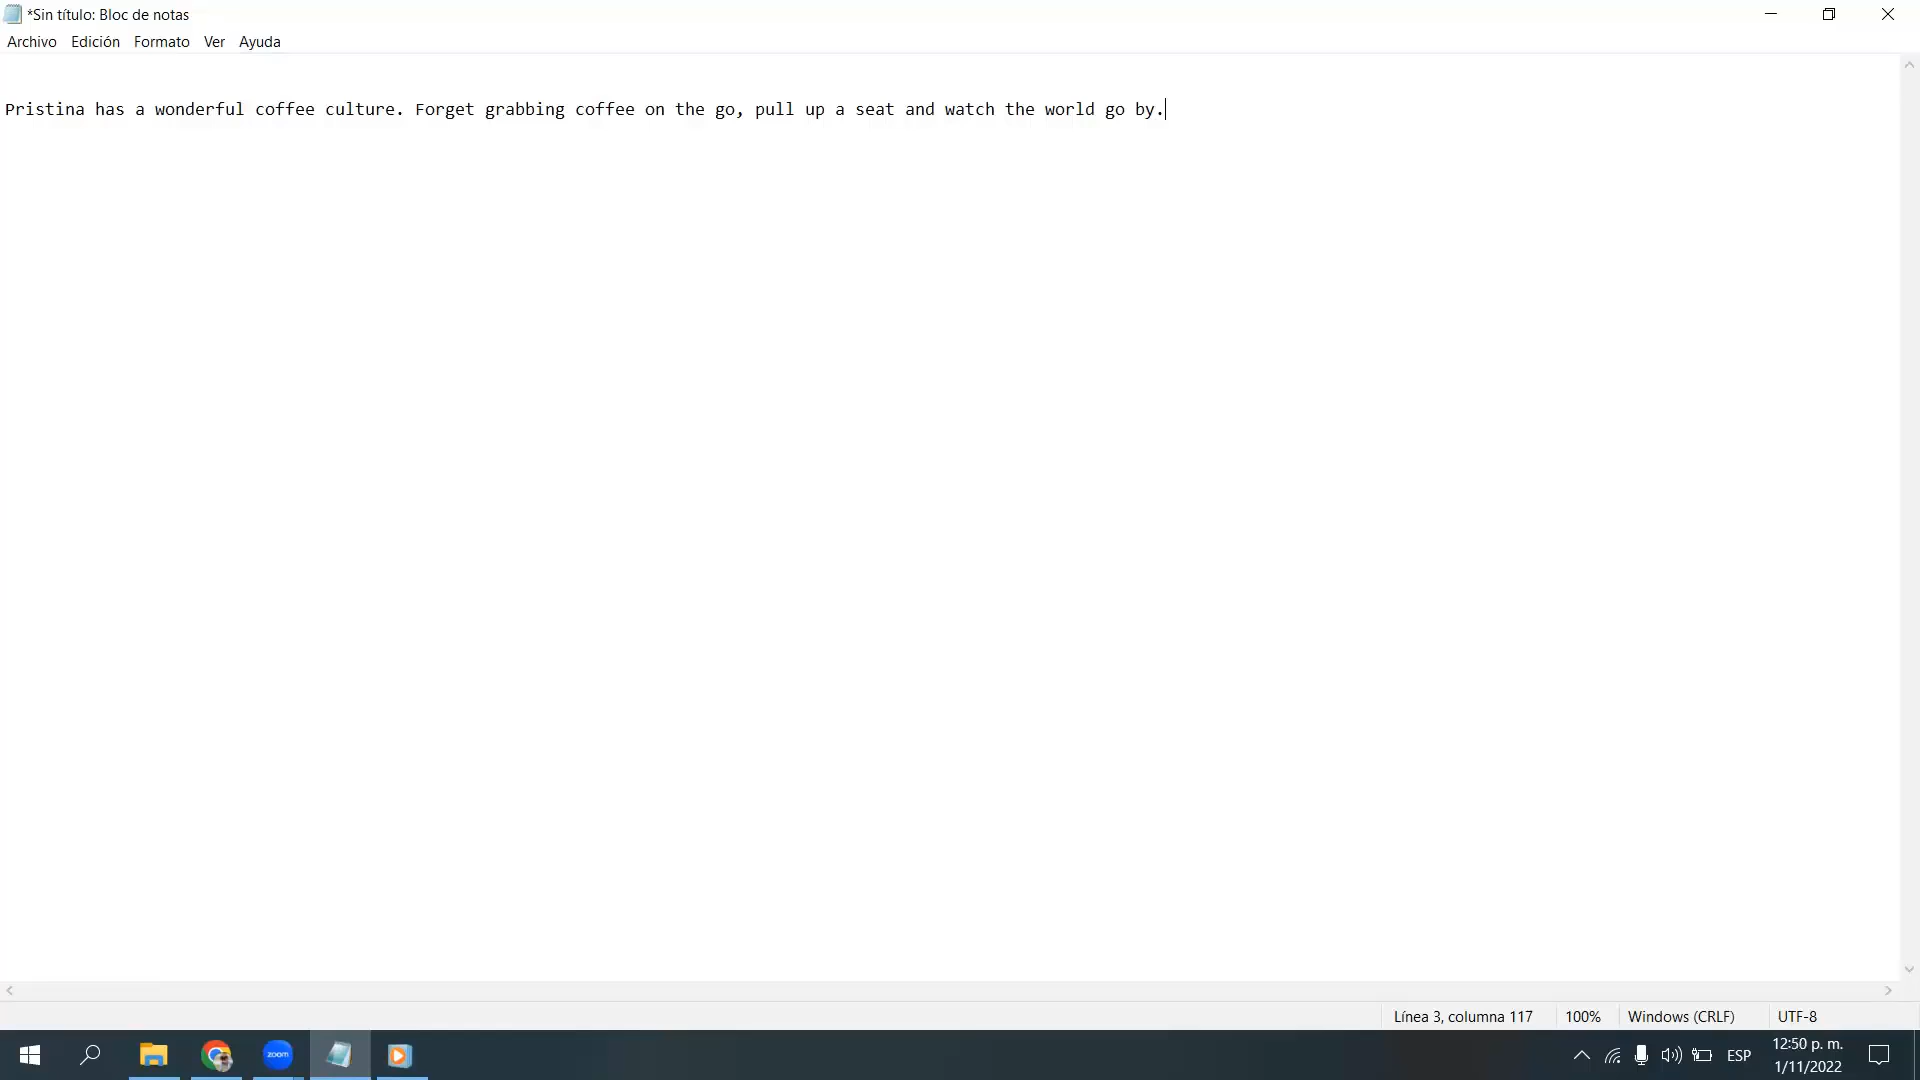 *Sin título: Bloc de notas
Archivo Edición Formato Ver Ayuda
Pristina has a wonderful coffee culture. Forget grabbing coffee on the go, pull up a seat and watch the world go by.
Línea 3, columna 117 100% Windows (CRLF) UTF-8
zoom
ESP
12:50 p. m.
1/11/2022